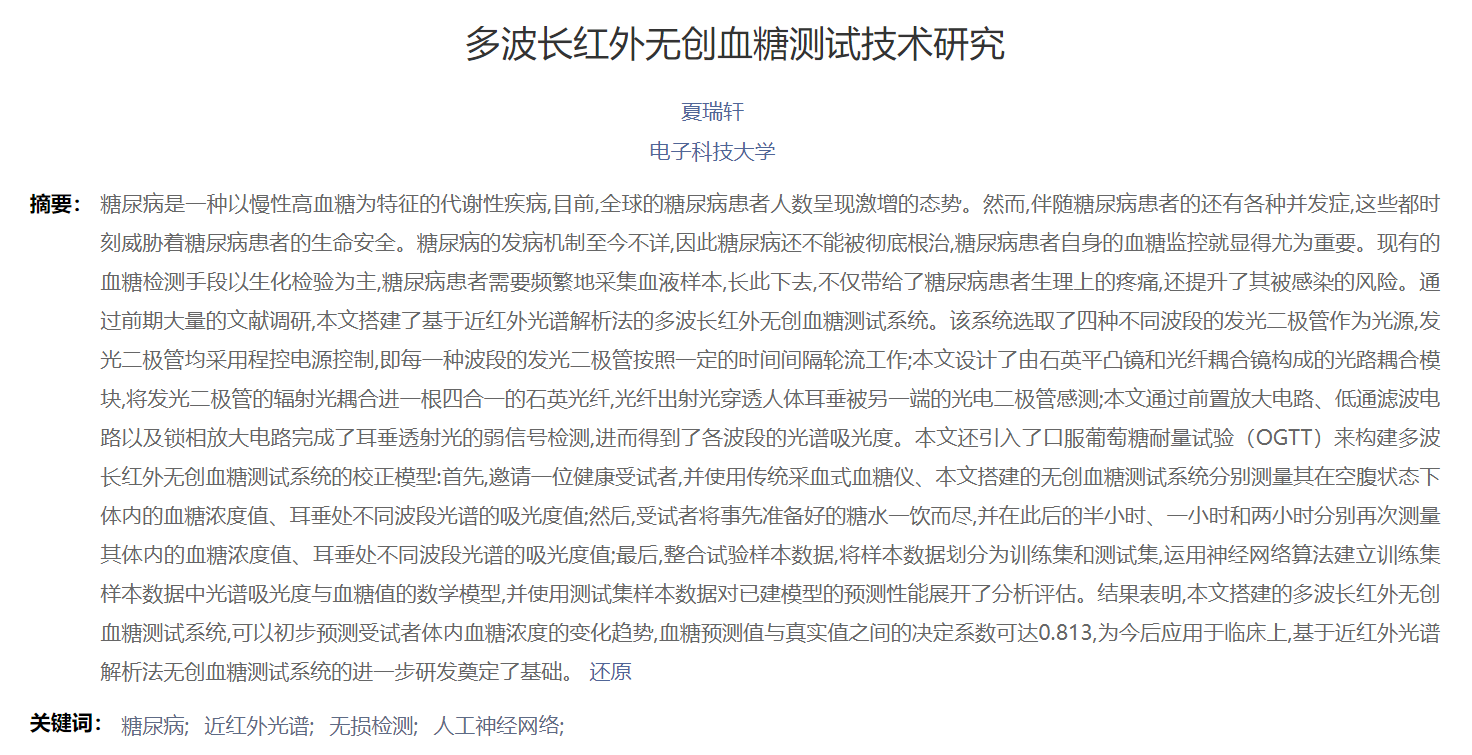 多波长红外无创血糖测试技术研究
夏瑞轩
电子科技大学
摘要： 糖尿病是一种以慢性高血糖为特征的代谢性疾病,目前,全球的糖尿病患者人数呈现激增的态势。然而,伴随糖尿病患者的还有各种并发症,这些都时
刻威胁着糖尿病患者的生命安全。糖尿病的发病机制至今不详,因此糖尿病还不能被彻底根治,糖尿病患者自身的血糖监控就显得尤为重要。现有的
血糖检测手段以生化检验为主,糖尿病患者需要频繁地采集血液样本,长此下去,不仅带给了糖尿病患者生理上的疼痛,还提升了其被感染的风险。通
过前期大量的文献调研,本文搭建了基于近红外光谱解析法的多波长红外无创血糖测试系统。该系统选取了四种不同波段的发光二极管作为光源,发
光二极管均采用程控电源控制,即每一种波段的发光二极管按照一定的时间间隔轮流工作;本文设计了由石英平凸镜和光纤耦合镜构成的光路耦合模
块,将发光二极管的辐射光耦合进一根四合一的石英光纤,光纤出射光穿透人体耳垂被另一端的光电二极管感测;本文通过前置放大电路、低通滤波电
路以及锁相放大电路完成了耳垂透射光的弱信号检测,进而得到了各波段的光谱吸光度。本文还引入了口服葡萄糖耐量试验（OGTT）来构建多波
长红外无创血糖测试系统的校正模型:首先,邀请一位健康受试者,并使用传统采血式血糖仪、本文搭建的无创血糖测试系统分别测量其在空腹状态下
体内的血糖浓度值、耳垂处不同波段光谱的吸光度值;然后,受试者将事先准备好的糖水一饮而尽,并在此后的半小时、一小时和两小时分别再次测量
其体内的血糖浓度值、耳垂处不同波段光谱的吸光度值;最后,整合试验样本数据,将样本数据划分为训练集和测试集,运用神经网络算法建立训练集
样本数据中光谱吸光度与血糖值的数学模型,并使用测试集样本数据对已建模型的预测性能展开了分析评估。结果表明,本文搭建的多波长红外无创
血糖测试系统,可以初步预测受试者体内血糖浓度的变化趋势,血糖预测值与真实值之间的决定系数可达0.813,为今后应用于临床上,基于近红外光谱
解析法无创血糖测试系统的进一步研发奠定了基础。 还原
关键词： 糖尿病; 近红外光谱; 无损检测; 人工神经网络;